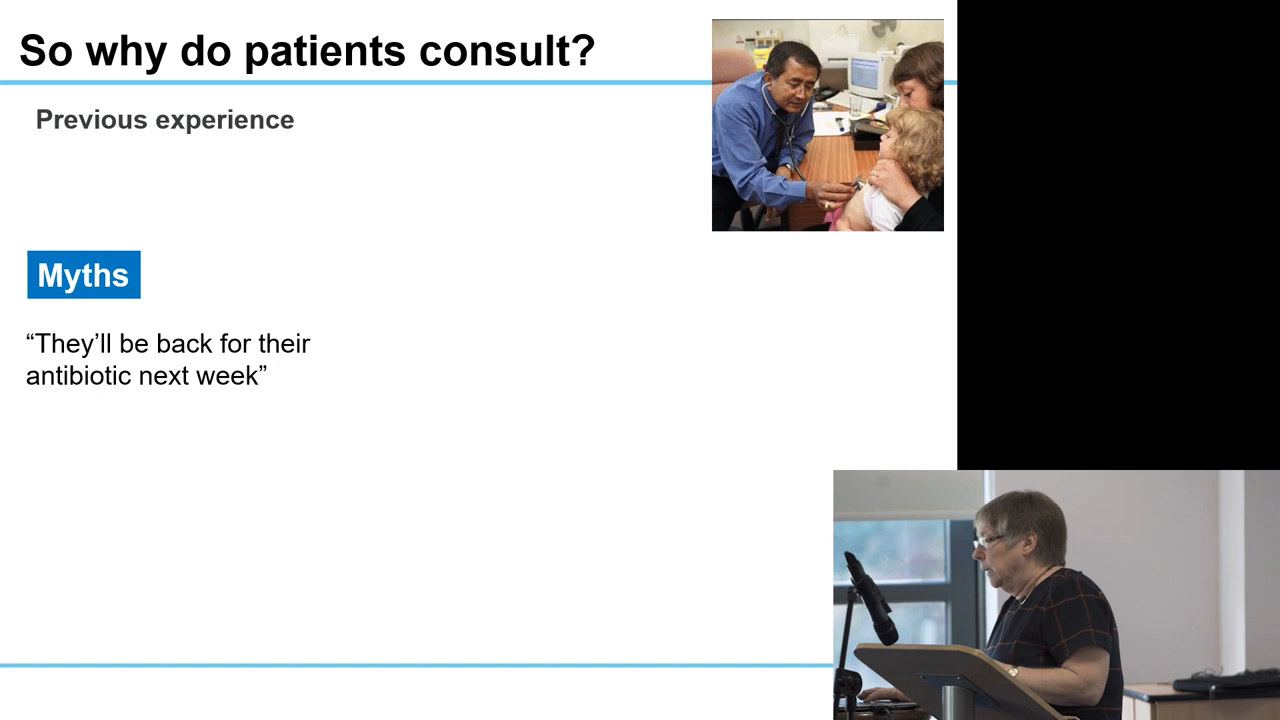 So why do patients consult?
Previous experience
Myths
“They’ll be back for their
antibiotic next week”